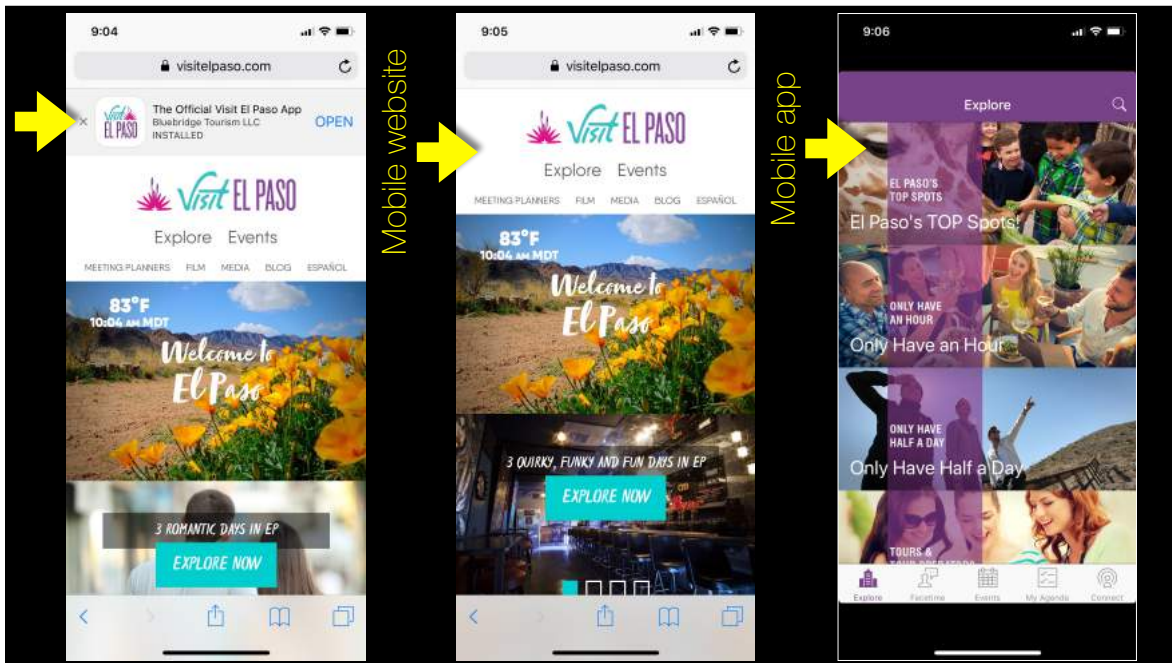 9:04
visitelpaso.com
×
Visit
EL PASO
The Official Visit El Paso App
Bluebridge Tourism LLC
INSTALLED
OPEN
Visit EL PASO
Explore Events
MEETING PLANNERS FILM MEDIA BLOG ESPAÑOL
83°F
10:04 AM MDT
Welcome to
El Paso
3 ROMANTIC DAYS IN EP
EXPLORE NOW
Mobile website
9:05
visitelpaso.com
Visit EL PASO
Explore Events
MEETING PLANNERS FILM MEDIA BLOG ESPAÑOL
83°F
10:04 AM MDT
Welcome to
El Paso
3 QUIRKY, FUNKY AND FUN DAYS IN EP
EXPLORE NOW
Mobile app
9:06
Explore
EL PASO'S
TOP SPOTS
El Paso's TOP Spots!
ONLY HAVE
AN HOUR
Only Have an Hour
ONLY HAVE
HALF A DAY
Only Have Half a Day
TOURS &
TOUR OPERATORS
Explore Facetime Events My Agenda Connect